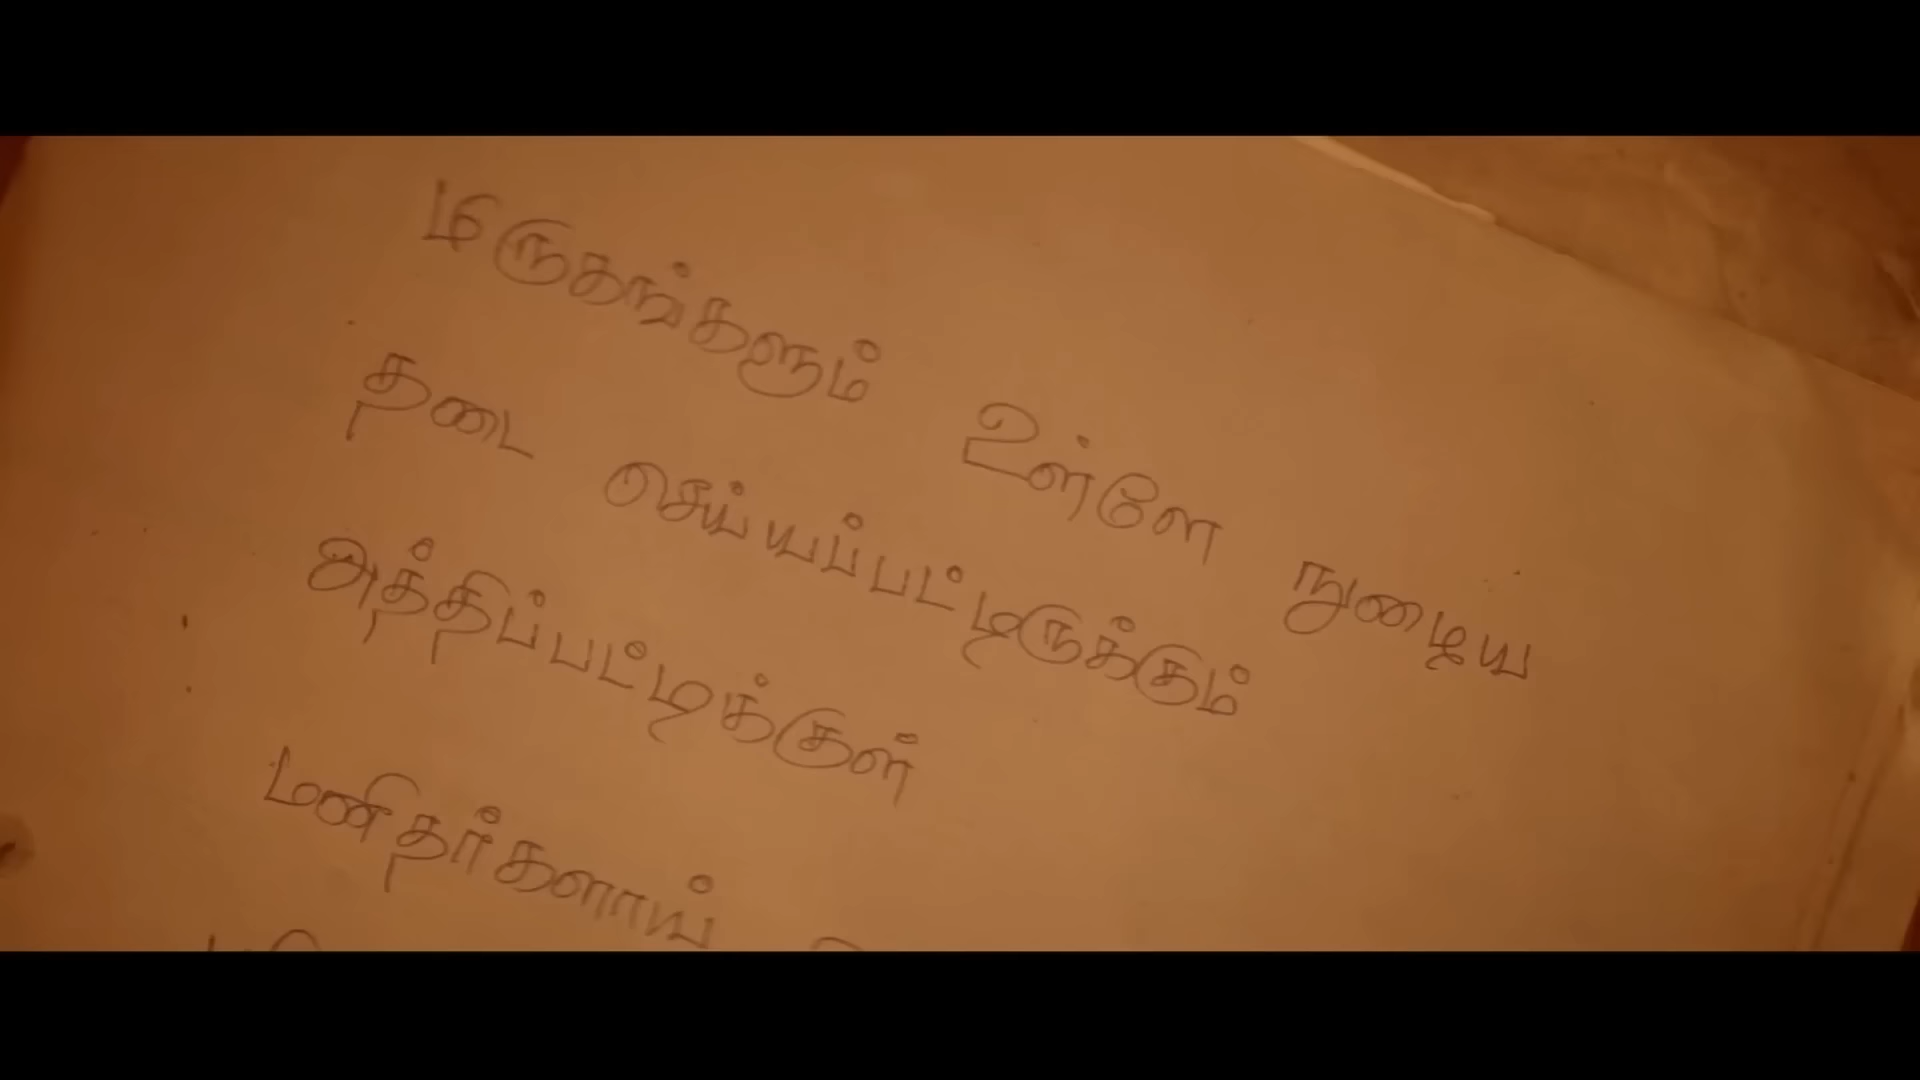 மிருகங்களும் உள்ளே நுழைய
தடை செய்யப்பட்டிருக்கும்
அத்திப்பட்டிக்குள்
மனிதர்களாய்